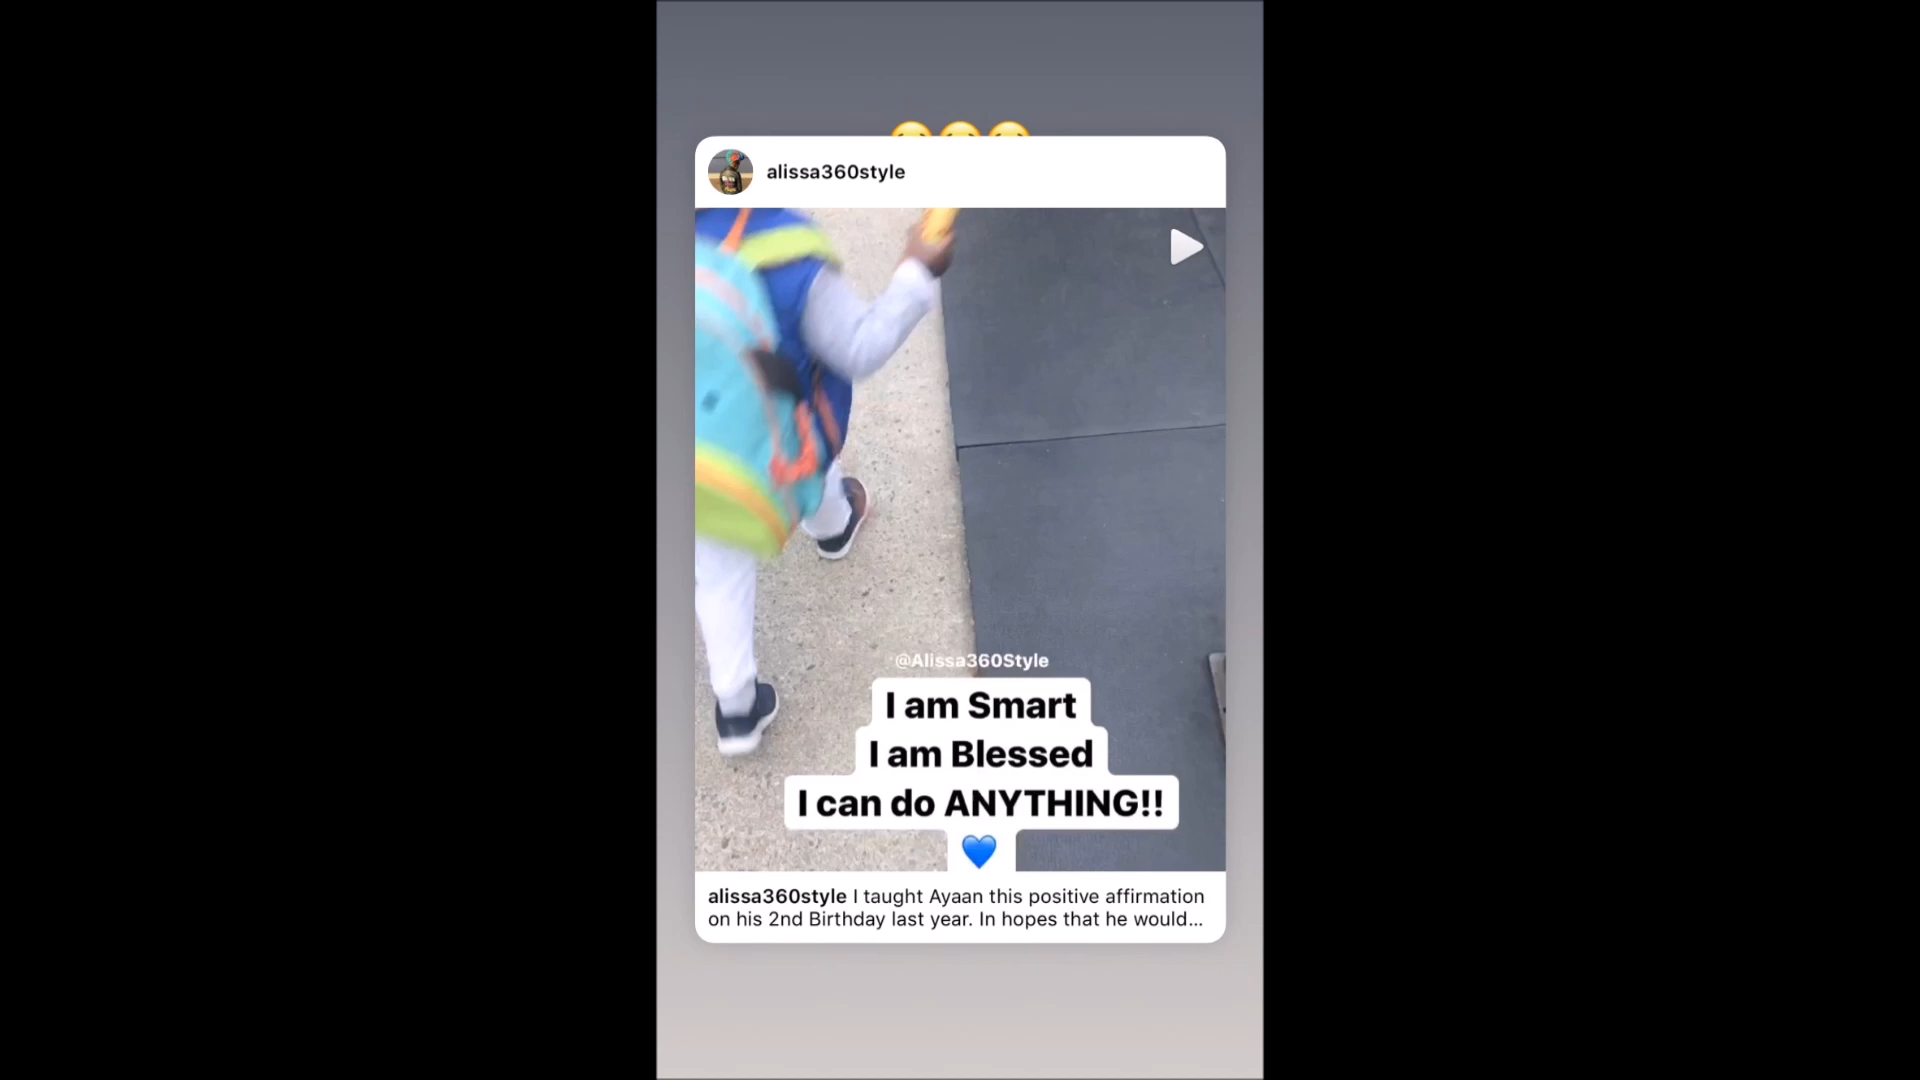 alissa360style
@Alissa360Style
I am Smart
I am Blessed
I can do ANYTHING!!
alissa360style I taught Ayaan this positive affirmation
on his 2nd Birthday last year. In hopes that he would...